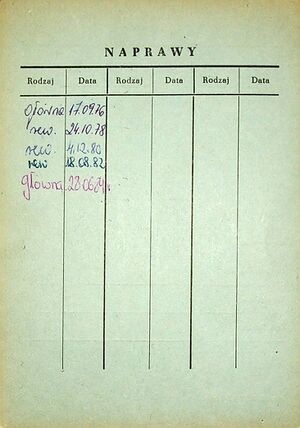 NAPRAWY
Rodzaj Data Rodzaj Data Rodzaj Data
główna 17.09.76
rew. 24.10.78
rew. 4.12.80
rew 18.08.82
główna 28.06.84r.